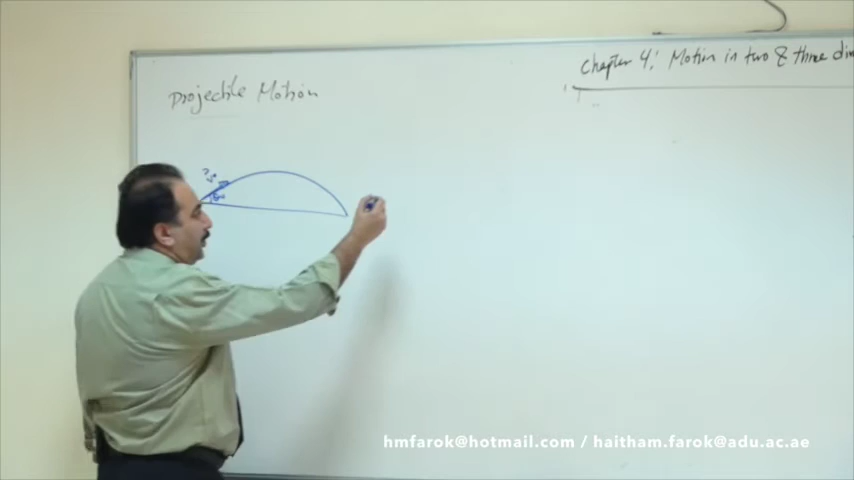 Projectile Motion
Chapter 4: Motion in two & three dim
hmfarok@hotmail.com / haitham.farok@adu.ac.ae